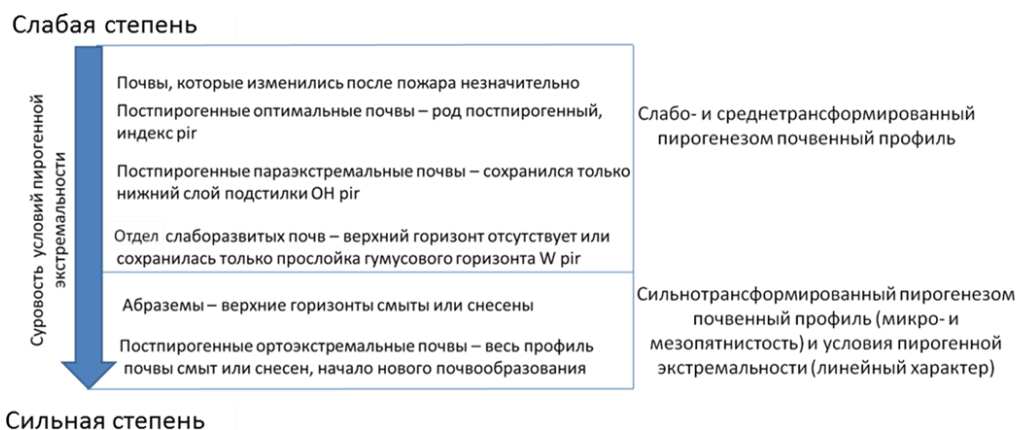 Слабая степень
Суровость условий пирогенной
экстремальности
Почвы, которые изменились после пожара незначительно
Постпирогенные оптимальные почвы – род постпирогенный,
индекс pir
Постпирогенные параэкстремальные почвы – сохранился только
нижний слой подстилки OH pir
Отдел слаборазвитых почв – верхний горизонт отсутствует или
сохранилась только прослойка гумусового горизонта W pir
Слабо- и среднетрансформированный
пирогенезом почвенный профиль
Абраземы – верхние горизонты смыты или снесены
Постпирогенные ортоэкстремальные почвы – весь профиль
почвы смыт или снесен, начало нового почвообразования
Сильнотрансформированный пирогенезом
почвенный профиль (микро- и
мезопятнистость) и условия пирогенной
экстремальности (линейный характер)
Сильная степень